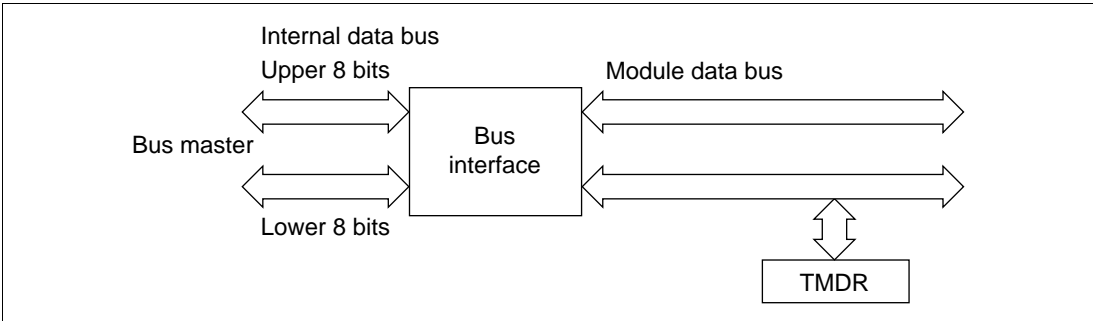 Internal data bus
Upper 8 bits
Module data bus
Bus master
Bus
interface
Lower 8 bits
TMDR